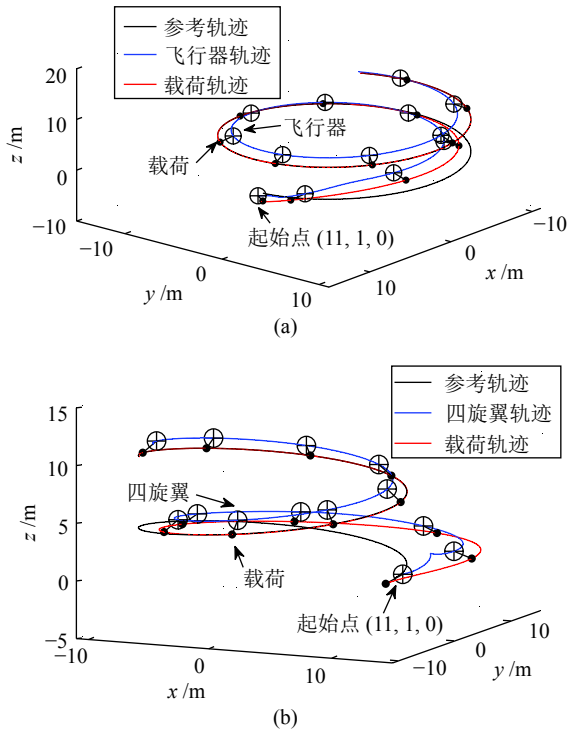 参考轨迹
飞行器轨迹
载荷轨迹
20
10
0
−10
z /m
飞行器
载荷
起始点 (11, 1, 0)
−10
0
10
y /m
10
0
−10
x /m
(a)
参考轨迹
四旋翼轨迹
载荷轨迹
15
10
5
0
−5
z /m
四旋翼
载荷
起始点 (11, 1, 0)
−10
0
10
x /m
−10
0
10
y /m
(b)